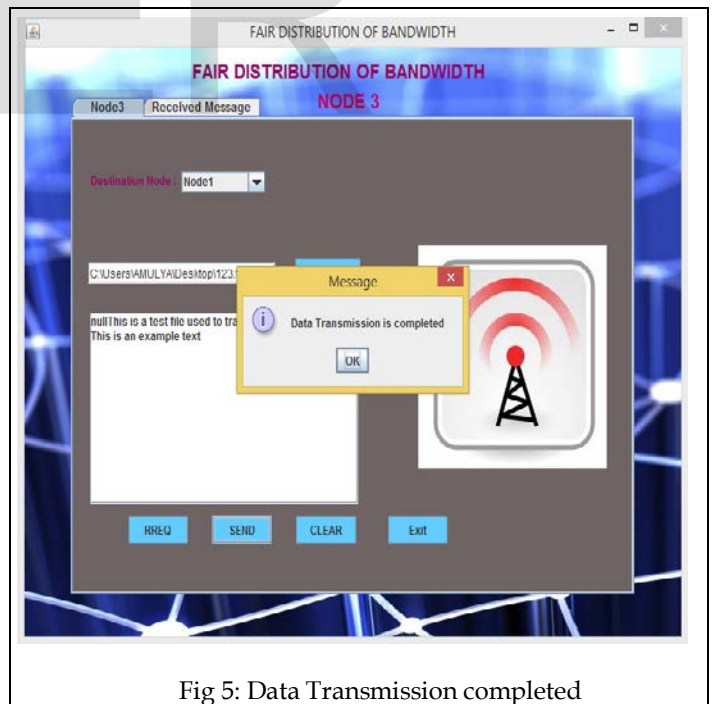 FAIR DISTRIBUTION OF BANDWIDTH
FAIR DISTRIBUTION OF BANDWIDTH
NODE 3
Node3 Received Message
Destination Node : Node1
C:\Users\AMULYA\Desktop\123.
Message
Data Transmission is completed
OK
nullThis is a test file used to tra
This is an example text
RREQ SEND CLEAR Exit
Fig 5: Data Transmission completed